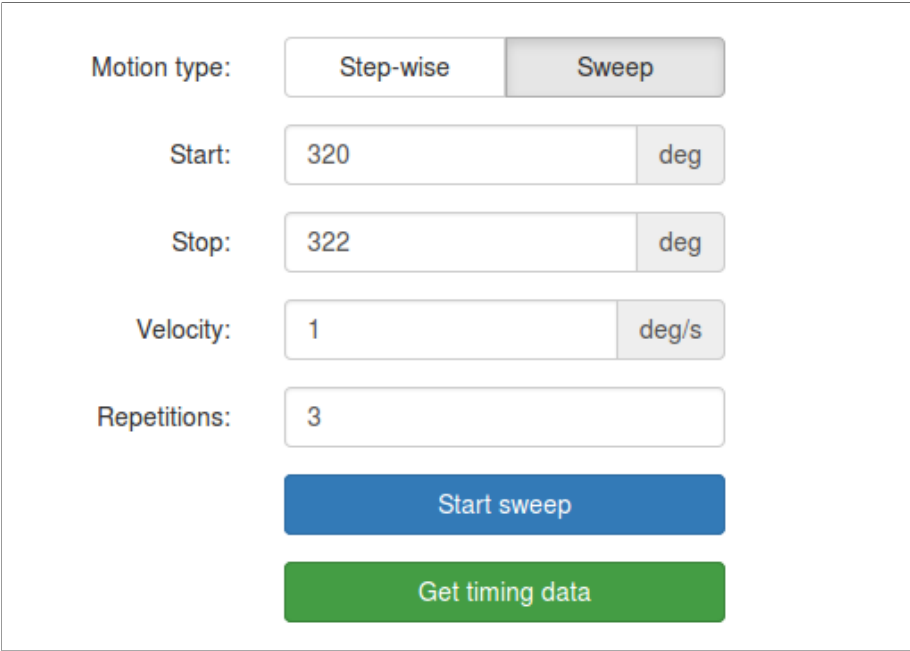 Motion type: Step-wise Sweep
Start: 320 deg
Stop: 322 deg
Velocity: 1 deg/s
Repetitions: 3
Start sweep
Get timing data